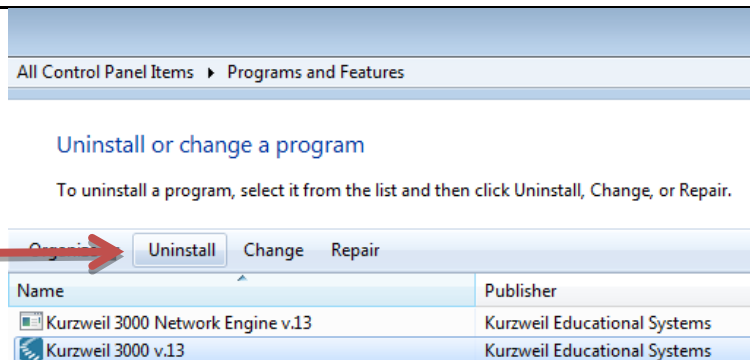 All Control Panel Items ▸ Programs and Features
Uninstall or change a program
To uninstall a program, select it from the list and then click Uninstall, Change, or Repair.
Organize Uninstall Change Repair
Name Publisher
Kurzweil 3000 Network Engine v.13 Kurzweil Educational Systems
Kurzweil 3000 v.13 Kurzweil Educational Systems